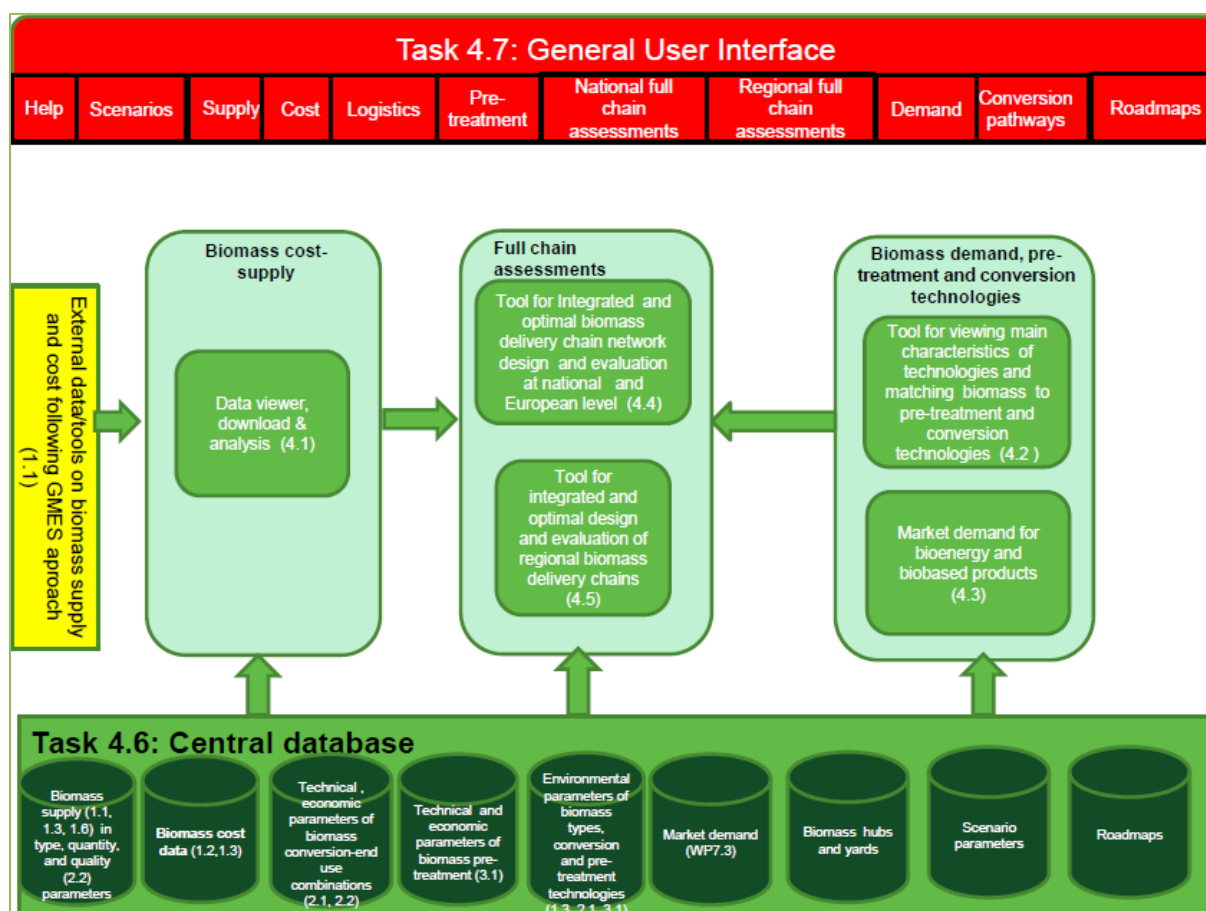 Task 4.7: General User Interface
Help
Scenarios
Supply
Cost
Logistics
Pre-
treatment
National full
chain
assessments
Regional full
chain
assessments
Demand
Conversion
pathways
Roadmaps
External data/tools on biomass supply
and cost following GMES aproach
(1.1)
Biomass cost-
supply
Data viewer,
download &
analysis (4.1)
Full chain
assessments
Tool for Integrated and
optimal biomass
delivery chain network
design and evaluation
at national and
European level (4.4)
Tool for
integrated and
optimal design
and evaluation of
regional biomass
delivery chains
(4.5)
Biomass demand, pre-
treatment and conversion
technologies
Tool for viewing main
characteristics of
technologies and
matching biomass to
pre-treatment and
conversion
technologies (4.2 )
Market demand for
bioenergy and
biobased products
(4.3)
Task 4.6: Central database
Biomass
supply (1.1,
1.3, 1.6) in
type, quantity,
and quality
(2.2)
parameters
Biomass cost
data (1.2,1.3)
Technical ,
economic
parameters of
biomass
conversion-end
use
combinations
(2.1, 2.2)
Technical and
economic
parameters of
biomass pre-
treatment (3.1)
Environmental
parameters of
biomass
types,
conversion
and pre-
treatment
technologies
(1.3, 2.1, 3.1)
Market demand
(WP7.3)
Biomass hubs
and yards
Scenario
parameters
Roadmaps